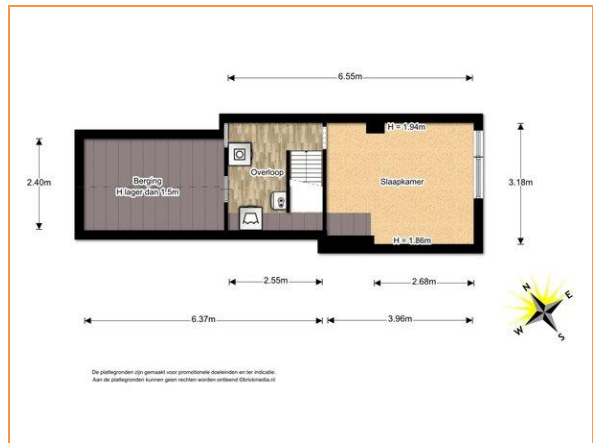 6.55m
H = 1.94m
2.40m
Berging
H lager dan 1.5m
Overloop
Slaapkamer
3.18m
H = 1.86m
2.55m
2.68m
6.37m
3.96m
N
E
W
S
De plattegronden zijn gemaakt voor promotionele doeleinden en ter indicatie.
Aan de plattegronden kunnen geen rechten worden ontleend ©brickmedia.nl